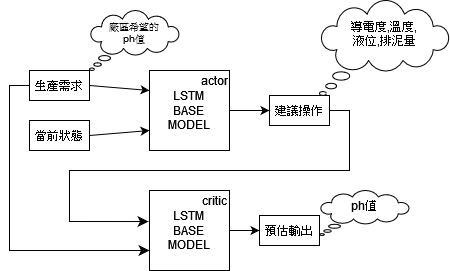 廠區希望的
ph值
導電度,溫度,
液位,排泥量
生產需求
actor
LSTM
BASE
MODEL
建議操作
當前狀態
critic
LSTM
BASE
MODEL
預估輸出
ph值